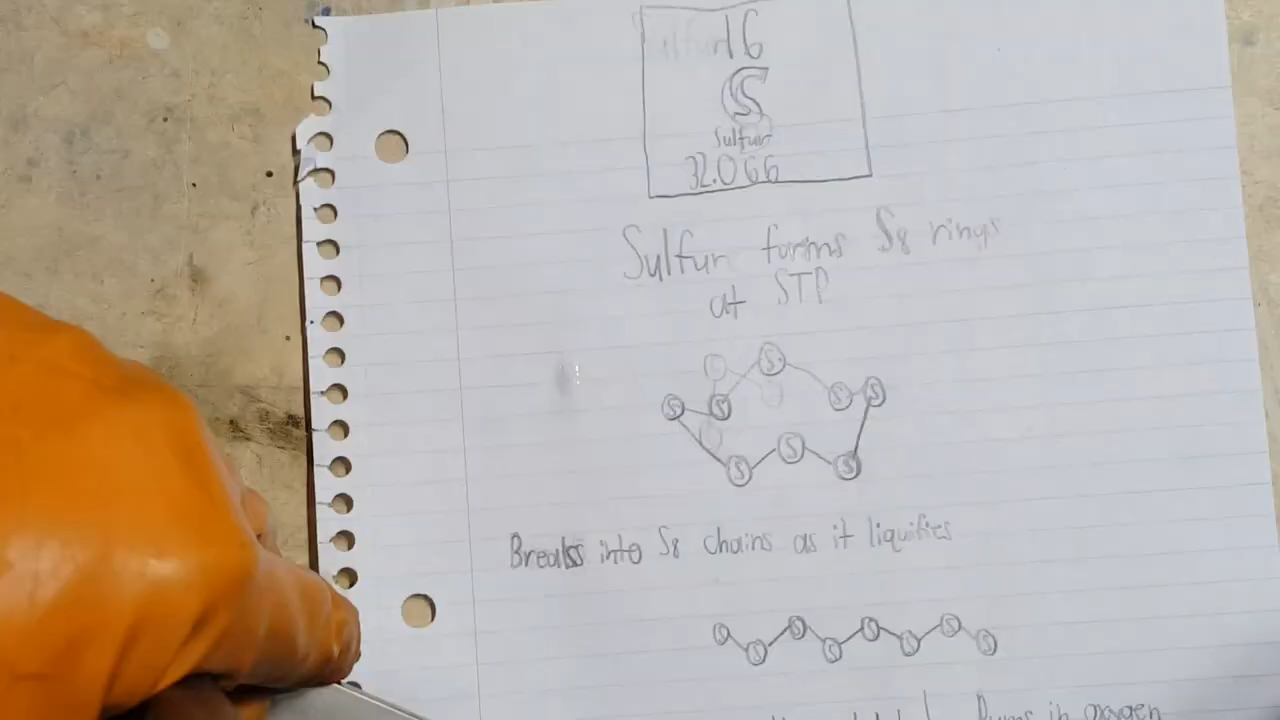 16
S
Sulfur
32.066
Sulfur forms S8 rings
at STP
S
S S S S
S S S
Breaks into S8 chains as it liquifies
S S S S
S S S S
Burns in oxygen